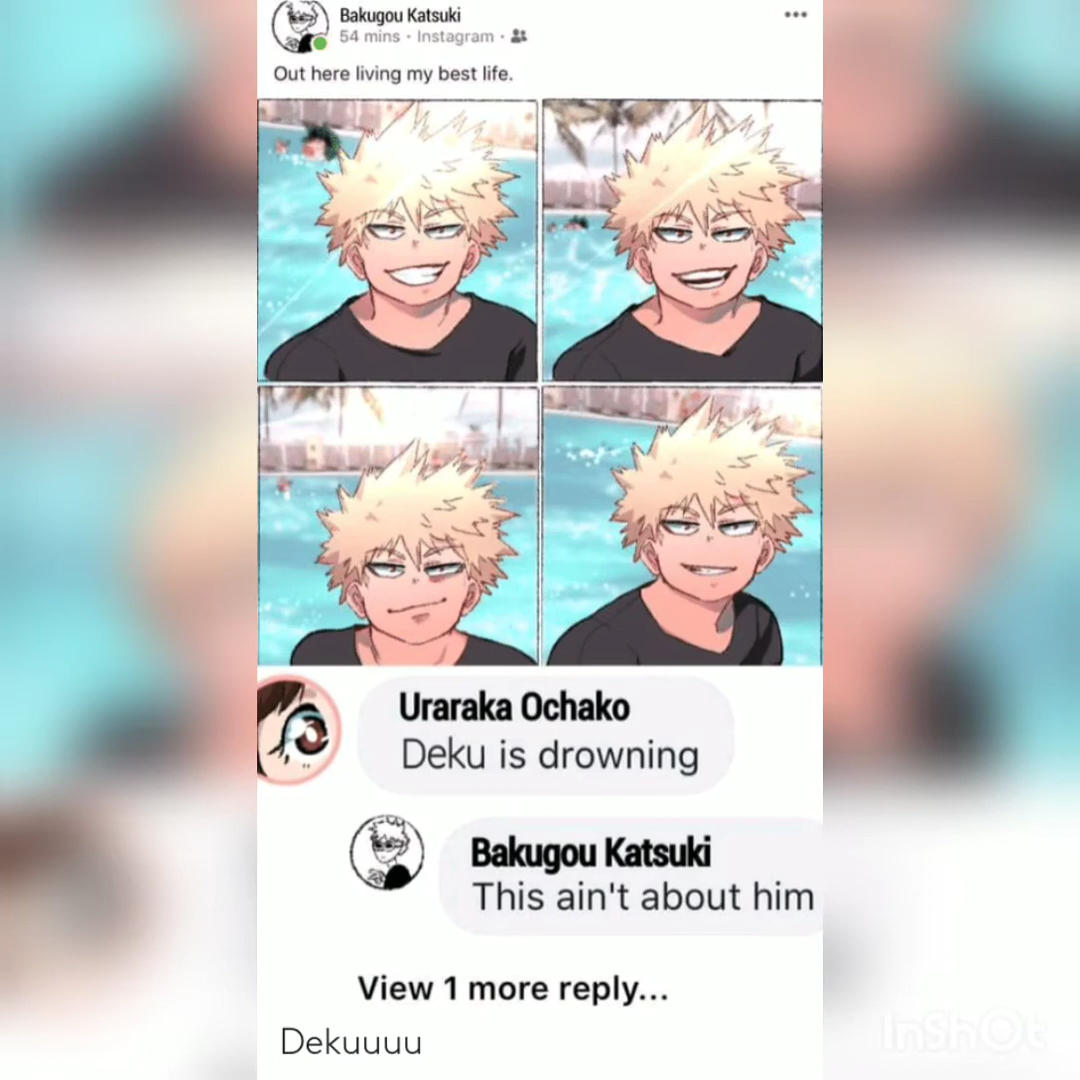 Bakugou Katsuki
54 mins · Instagram ·
Out here living my best life.
Uraraka Ochako
Deku is drowning
Bakugou Katsuki
This ain't about him
View 1 more reply...
Dekuuuu
InShOt